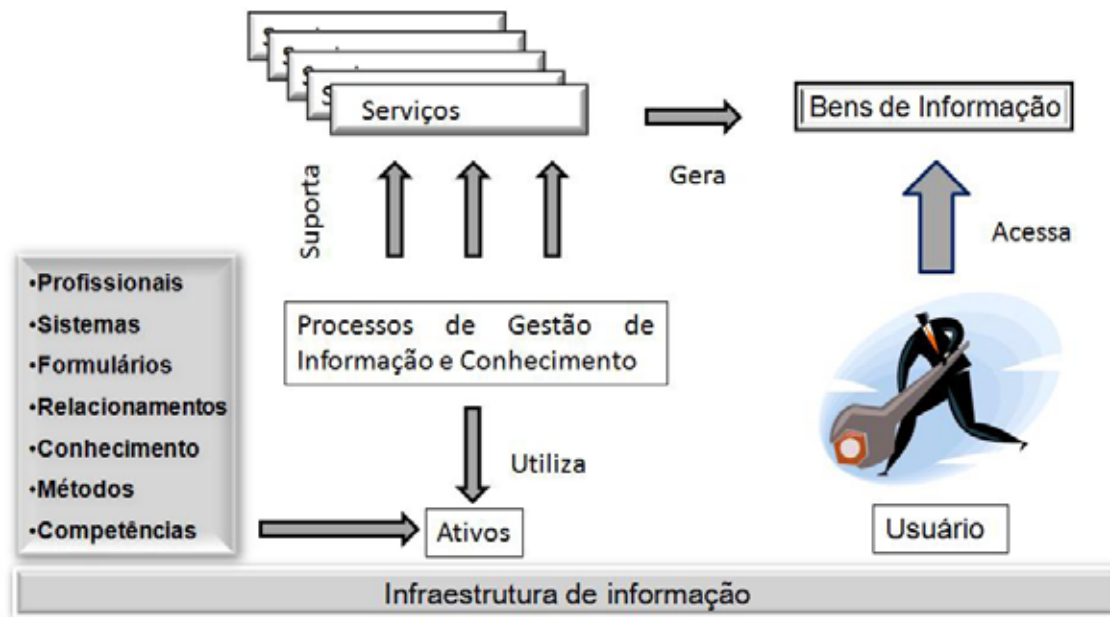 Serviços
Bens de Informação
Suporta
Gera
Acessa
•Profissionais
•Sistemas
•Formulários
•Relacionamentos
•Conhecimento
•Métodos
•Competências
Processos de Gestão de
Informação e Conhecimento
Utiliza
Ativos
Usuário
Infraestrutura de informação